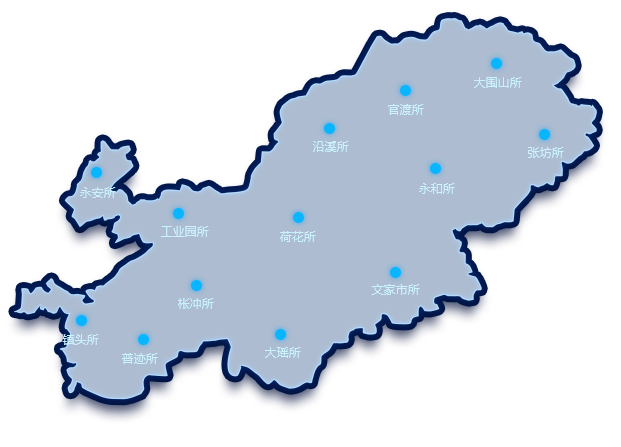 大围山所
官渡所
沿溪所
张坊所
永和所
永安所
工业园所
荷花所
文家市所
枨冲所
镇头所
普迹所
大瑶所